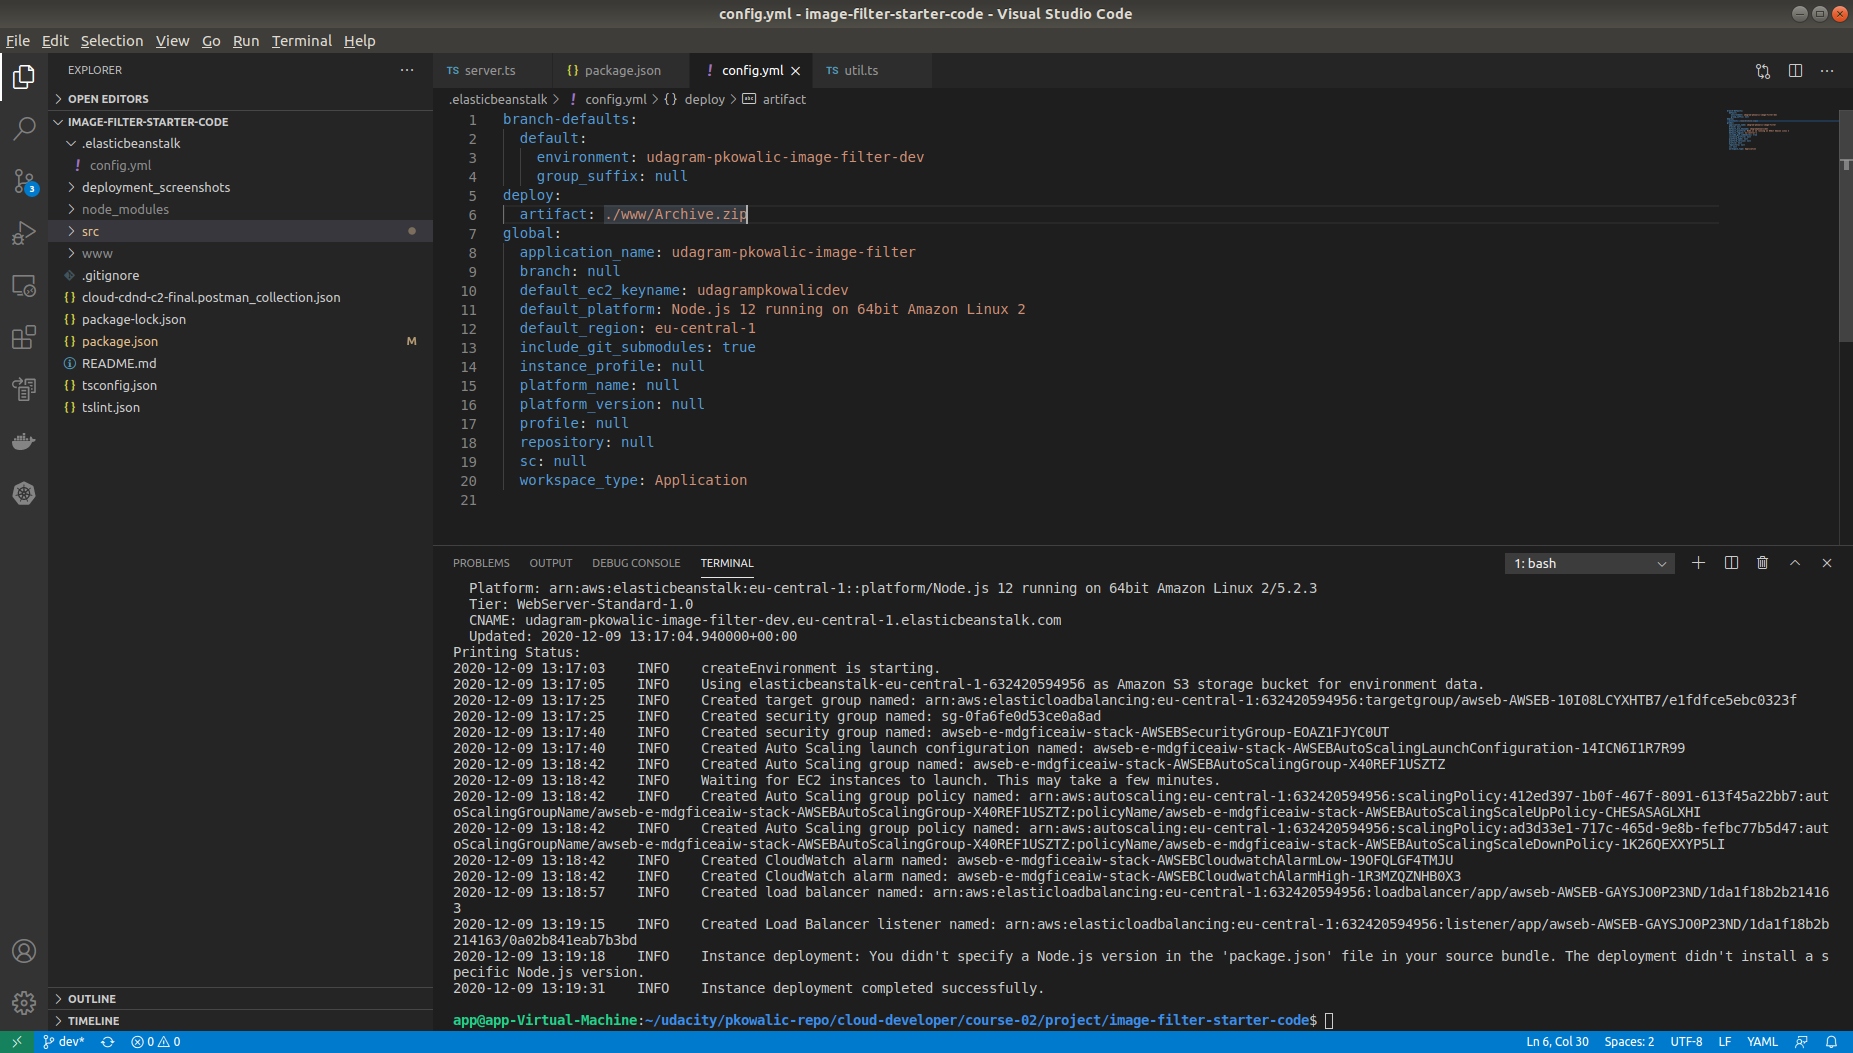 config.yml - image-filter-starter-code - Visual Studio Code
File Edit Selection View Go Run Terminal Help
EXPLORER
OPEN EDITORS
IMAGE-FILTER-STARTER-CODE
.elasticbeanstalk
! config.yml
deployment_screenshots
node_modules
src
www
.gitignore
{} cloud-cdnd-c2-final.postman_collection.json
{} package-lock.json
{} package.json M
README.md
{} tsconfig.json
{} tslint.json
3
OUTLINE
TIMELINE
TS server.ts {} package.json ! config.yml × TS util.ts
.elasticbeanstalk > ! config.yml > {} deploy > abc artifact
1 branch-defaults:
2 default:
3 environment: udagram-pkowalic-image-filter-dev
4 group_suffix: null
5 deploy:
6 artifact: ./www/Archive.zip
7 global:
8 application_name: udagram-pkowalic-image-filter
9 branch: null
10 default_ec2_keyname: udagrampkowalicdev
11 default_platform: Node.js 12 running on 64bit Amazon Linux 2
12 default_region: eu-central-1
13 include_git_submodules: true
14 instance_profile: null
15 platform_name: null
16 platform_version: null
17 profile: null
18 repository: null
19 sc: null
20 workspace_type: Application
21
PROBLEMS OUTPUT DEBUG CONSOLE TERMINAL 1: bash
Platform: arn:aws:elasticbeanstalk:eu-central-1::platform/Node.js 12 running on 64bit Amazon Linux 2/5.2.3
Tier: WebServer-Standard-1.0
CNAME: udagram-pkowalic-image-filter-dev.eu-central-1.elasticbeanstalk.com
Updated: 2020-12-09 13:17:04.940000+00:00
Printing Status:
2020-12-09 13:17:03 INFO createEnvironment is starting.
2020-12-09 13:17:05 INFO Using elasticbeanstalk-eu-central-1-632420594956 as Amazon S3 storage bucket for environment data.
2020-12-09 13:17:25 INFO Created target group named: arn:aws:elasticloadbalancing:eu-central-1:632420594956:targetgroup/awseb-AWSEB-10I08LCYXHTB7/e1fdfce5ebc0323f
2020-12-09 13:17:25 INFO Created security group named: sg-0fa6fe0d53ce0a8ad
2020-12-09 13:17:40 INFO Created security group named: awseb-e-mdgficeaiw-stack-AWSEBSecurityGroup-EOAZ1FJYC0UT
2020-12-09 13:17:40 INFO Created Auto Scaling launch configuration named: awseb-e-mdgficeaiw-stack-AWSEBAutoScalingLaunchConfiguration-14ICN6I1R7R99
2020-12-09 13:18:42 INFO Created Auto Scaling group named: awseb-e-mdgficeaiw-stack-AWSEBAutoScalingGroup-X40REF1USZTZ
2020-12-09 13:18:42 INFO Waiting for EC2 instances to launch. This may take a few minutes.
2020-12-09 13:18:42 INFO Created Auto Scaling group policy named: arn:aws:autoscaling:eu-central-1:632420594956:scalingPolicy:412ed397-1b0f-467f-8091-613f45a22bb7:aut
oScalingGroupName/awseb-e-mdgficeaiw-stack-AWSEBAutoScalingGroup-X40REF1USZTZ:policyName/awseb-e-mdgficeaiw-stack-AWSEBAutoScalingScaleUpPolicy-CHESASAGLXHI
2020-12-09 13:18:42 INFO Created Auto Scaling group policy named: arn:aws:autoscaling:eu-central-1:632420594956:scalingPolicy:ad3d33e1-717c-465d-9e8b-fefbc77b5d47:aut
oScalingGroupName/awseb-e-mdgficeaiw-stack-AWSEBAutoScalingGroup-X40REF1USZTZ:policyName/awseb-e-mdgficeaiw-stack-AWSEBAutoScalingScaleDownPolicy-1K26QEXXYP5LI
2020-12-09 13:18:42 INFO Created CloudWatch alarm named: awseb-e-mdgficeaiw-stack-AWSEBCloudwatchAlarmLow-19OFQLGF4TMJU
2020-12-09 13:18:42 INFO Created CloudWatch alarm named: awseb-e-mdgficeaiw-stack-AWSEBCloudwatchAlarmHigh-1R3MZQZNHB0X3
2020-12-09 13:18:57 INFO Created load balancer named: arn:aws:elasticloadbalancing:eu-central-1:632420594956:loadbalancer/app/awseb-AWSEB-GAYSJO0P23ND/1da1f18b2b21416
3
2020-12-09 13:19:15 INFO Created Load Balancer listener named: arn:aws:elasticloadbalancing:eu-central-1:632420594956:listener/app/awseb-AWSEB-GAYSJO0P23ND/1da1f18b2b
214163/0a02b841eab7b3bd
2020-12-09 13:19:18 INFO Instance deployment: You didn't specify a Node.js version in the 'package.json' file in your source bundle. The deployment didn't install a s
pecific Node.js version.
2020-12-09 13:19:31 INFO Instance deployment completed successfully.
app@app-Virtual-Machine:~/udacity/pkowalic-repo/cloud-developer/course-02/project/image-filter-starter-code$
dev* 0 0 Ln 6, Col 30 Spaces: 2 UTF-8 LF YAML